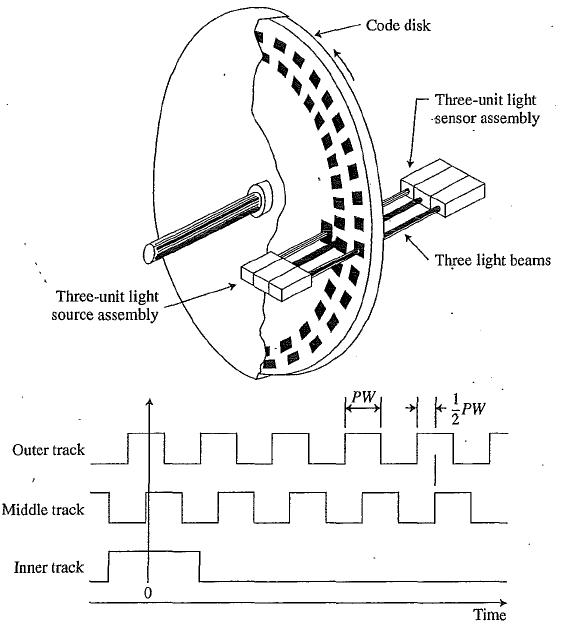 Code disk
Three-unit light
sensor assembly
Three light beams
Three-unit light
source assembly
PW
1/2 PW
Outer track
Middle track
Inner track
0
Time